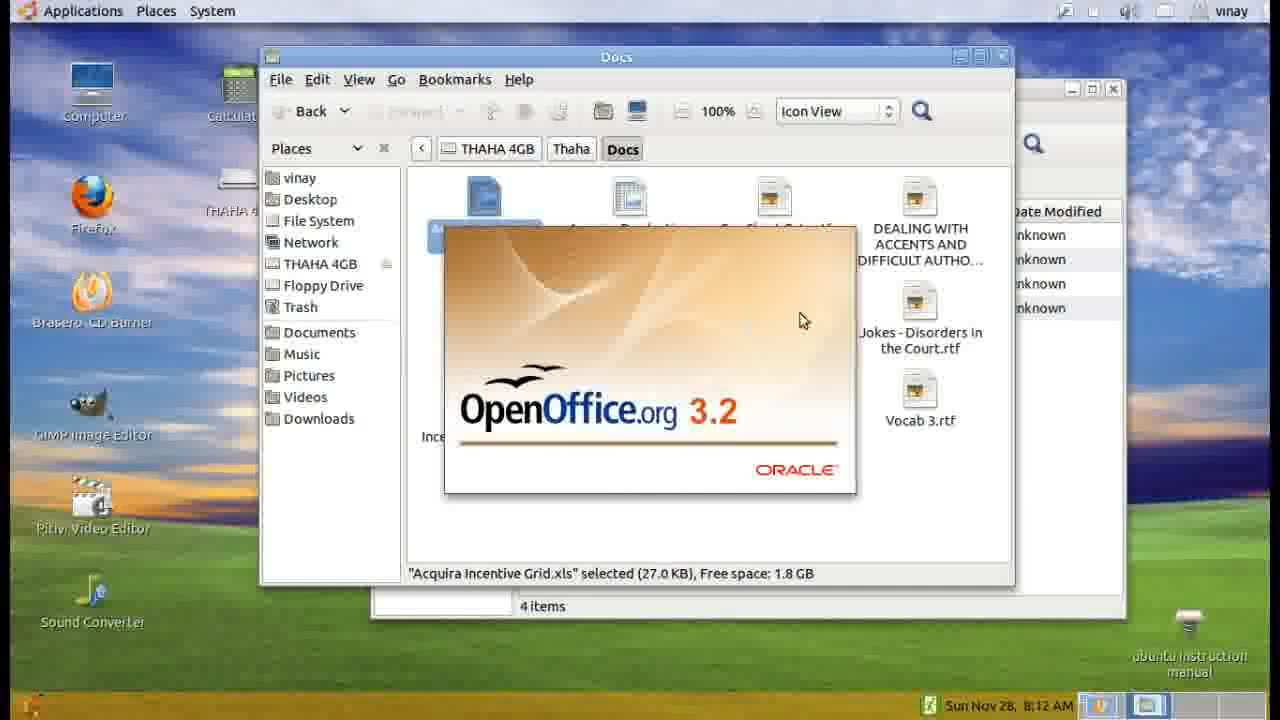 Applications Places System
vinay
Docs
File Edit View Go Bookmarks Help
Back
Forward
100%
Icon View
Places
THAHA 4GB
Thaha
Docs
vinay
Desktop
File System
Network
THAHA 4GB
Floppy Drive
Trash
Documents
Music
Pictures
Videos
Downloads
DEALING WITH
ACCENTS AND
DIFFICULT AUTHO...
Jokes - Disorders in
the Court.rtf
Vocab 3.rtf
OpenOffice.org 3.2
ORACLE
"Acquira Incentive Grid.xls" selected (27.0 KB), Free space: 1.8 GB
Date Modified
4 items
Computer
Firefox
Brasero, CD Burner
GIMP Image Editor
Pitivi Video Editor
Sound Converter
ubuntu instruction
manual
Sun Nov 28, 8:12 AM